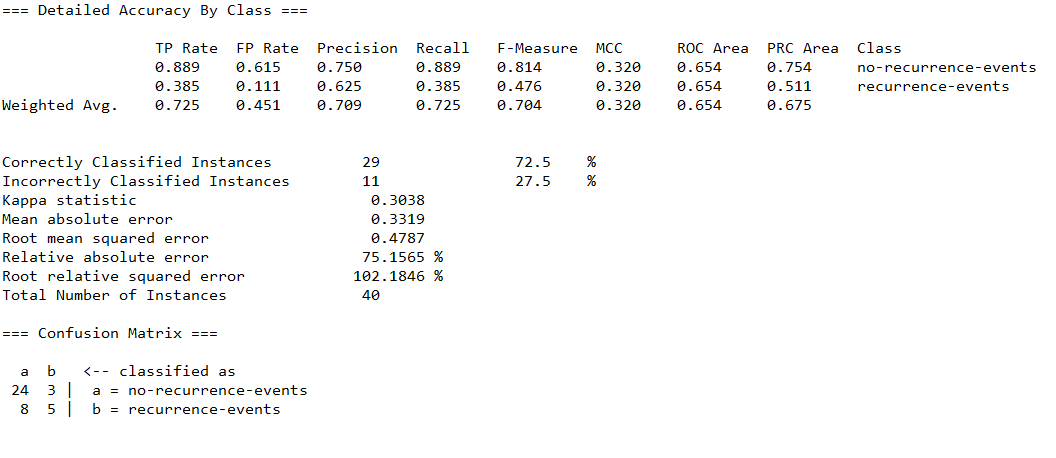 === Detailed Accuracy By Class ===
TP Rate FP Rate Precision Recall F-Measure MCC ROC Area PRC Area Class
0.889 0.615 0.750 0.889 0.814 0.320 0.654 0.754 no-recurrence-events
0.385 0.111 0.625 0.385 0.476 0.320 0.654 0.511 recurrence-events
Weighted Avg. 0.725 0.451 0.709 0.725 0.704 0.320 0.654 0.675
Correctly Classified Instances 29 72.5 %
Incorrectly Classified Instances 11 27.5 %
Kappa statistic 0.3038
Mean absolute error 0.3319
Root mean squared error 0.4787
Relative absolute error 75.1565 %
Root relative squared error 102.1846 %
Total Number of Instances 40
=== Confusion Matrix ===
a b <-- classified as
24 3 | a = no-recurrence-events
8 5 | b = recurrence-events